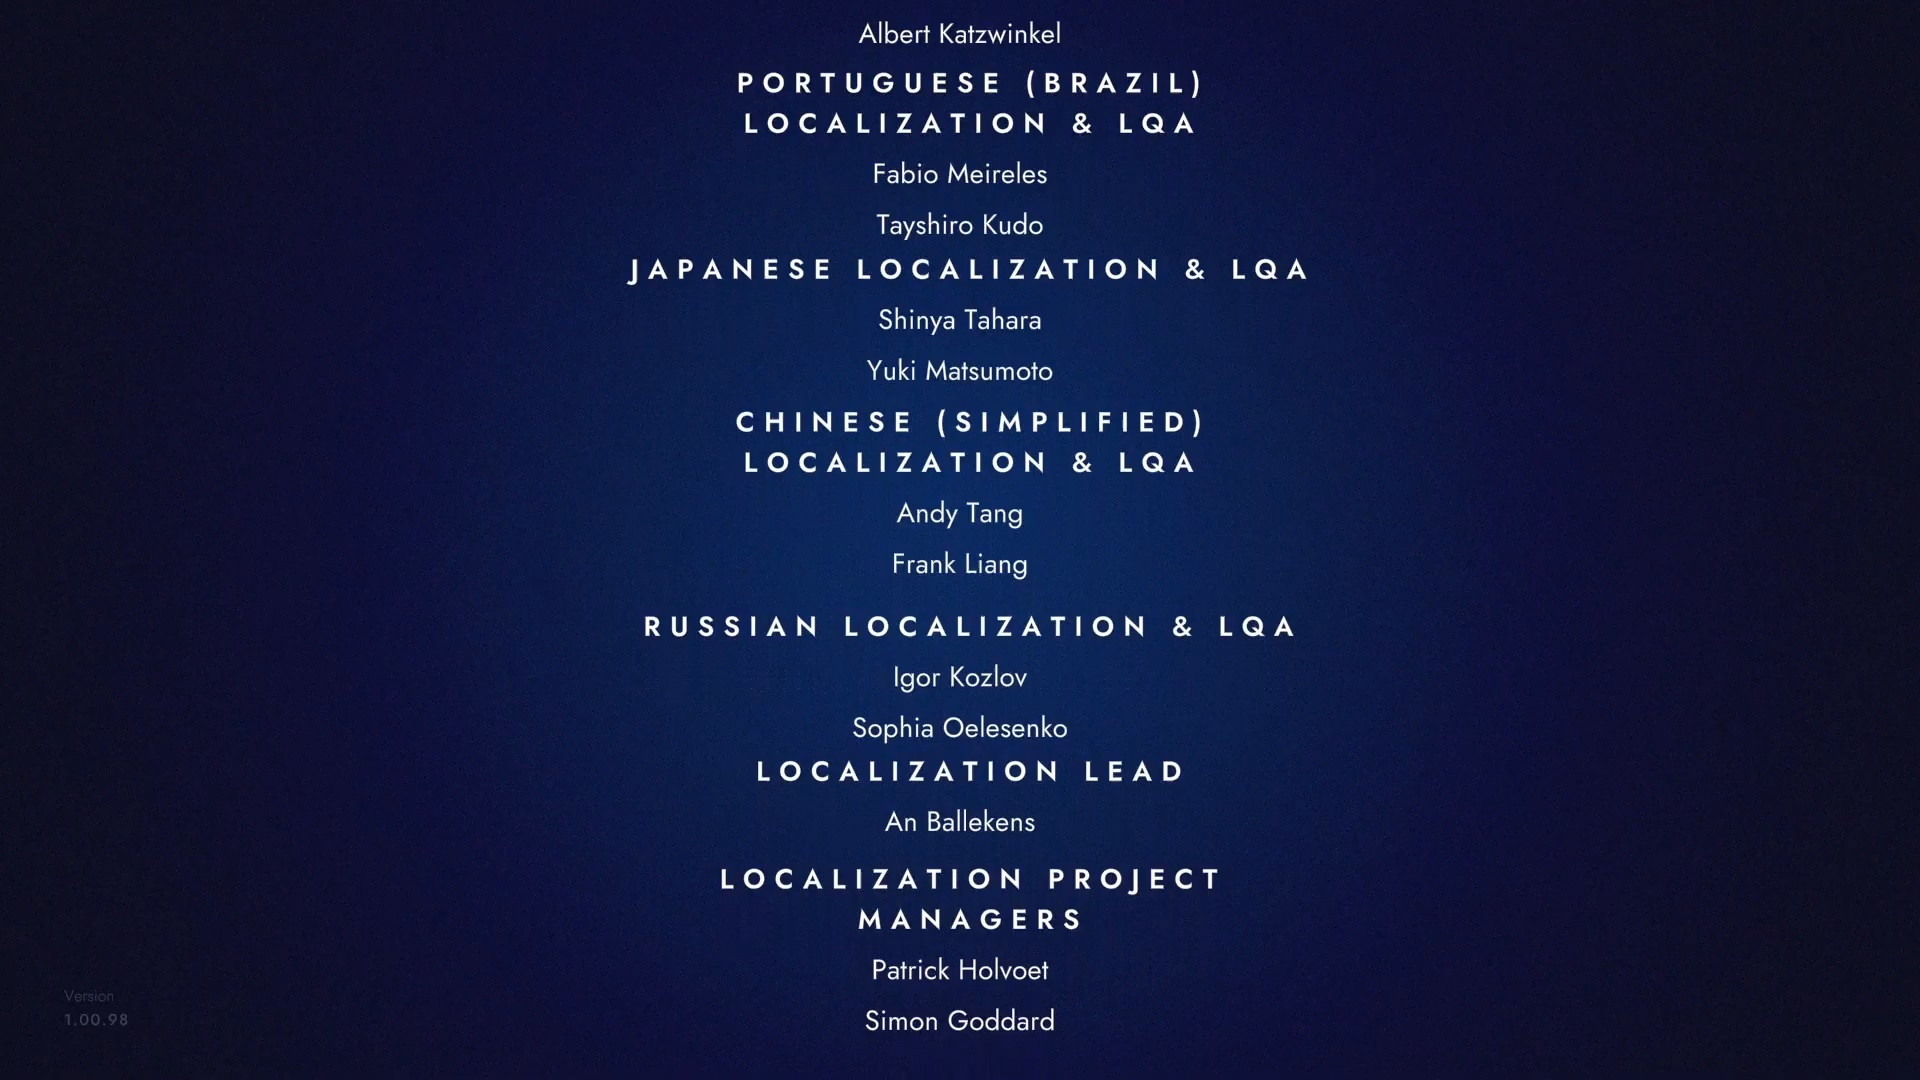 Albert Katzwinkel
PORTUGUESE (BRAZIL)
LOCALIZATION & LQA
Fabio Meireles
Tayshiro Kudo
JAPANESE LOCALIZATION & LQA
Shinya Tahara
Yuki Matsumoto
CHINESE (SIMPLIFIED)
LOCALIZATION & LQA
Andy Tang
Frank Liang
RUSSIAN LOCALIZATION & LQA
Igor Kozlov
Sophia Oelesenko
LOCALIZATION LEAD
An Ballekens
LOCALIZATION PROJECT
MANAGERS
Patrick Holvoet
Simon Goddard
Version
1.00.98